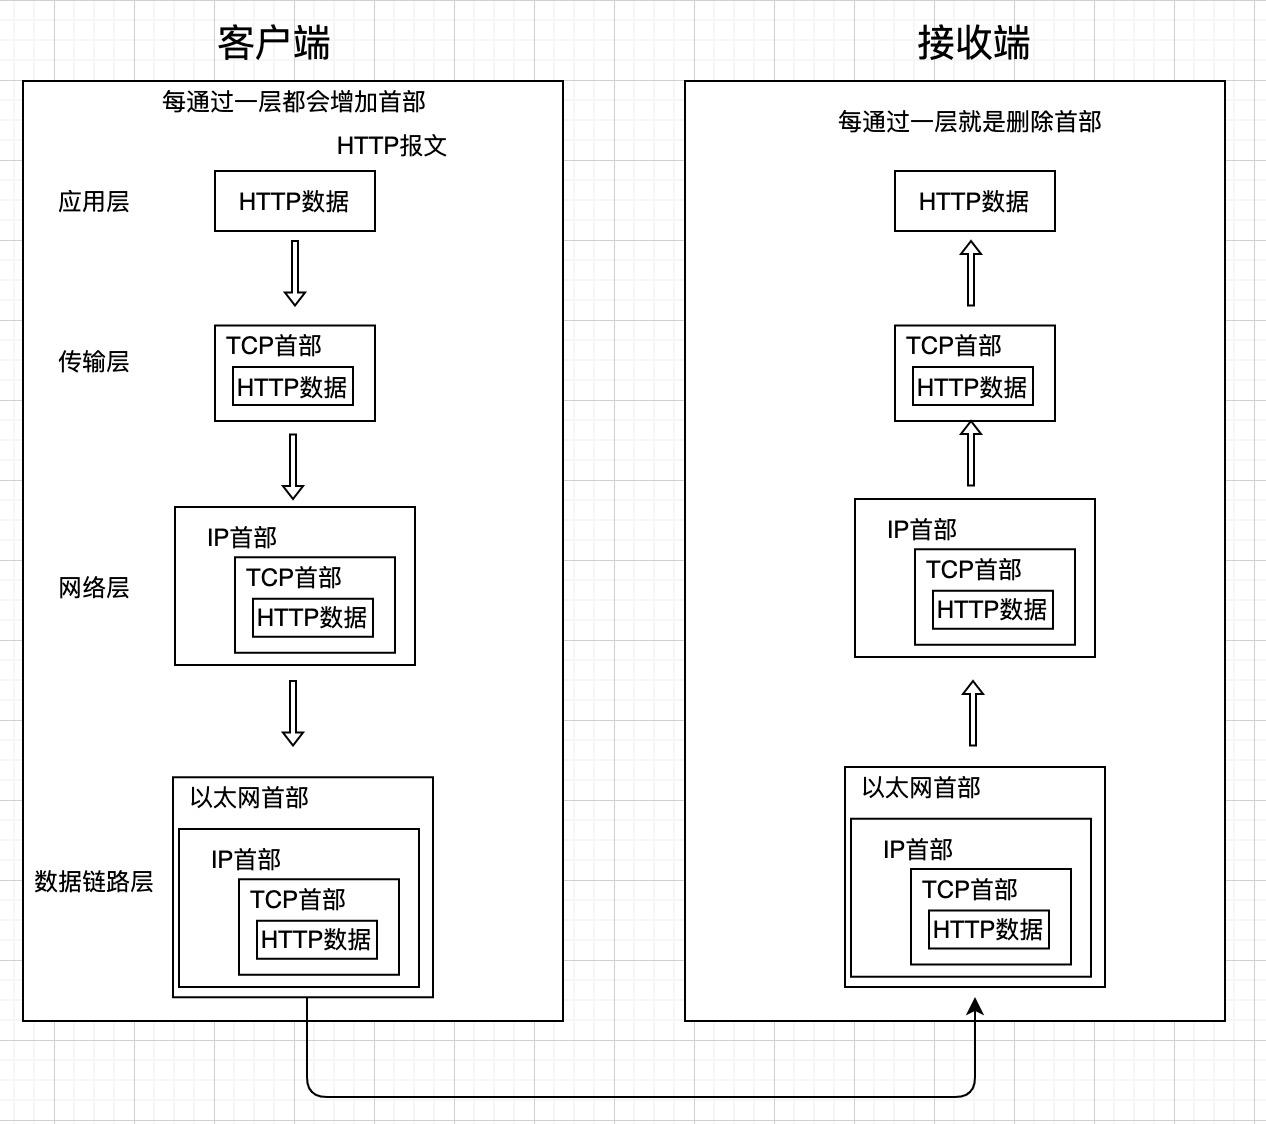 客户端
每通过一层都会增加首部
HTTP报文
应用层
HTTP数据
传输层
TCP首部
HTTP数据
网络层
IP首部
TCP首部
HTTP数据
数据链路层
以太网首部
IP首部
TCP首部
HTTP数据
接收端
每通过一层就是删除首部
HTTP数据
TCP首部
HTTP数据
IP首部
TCP首部
HTTP数据
以太网首部
IP首部
TCP首部
HTTP数据